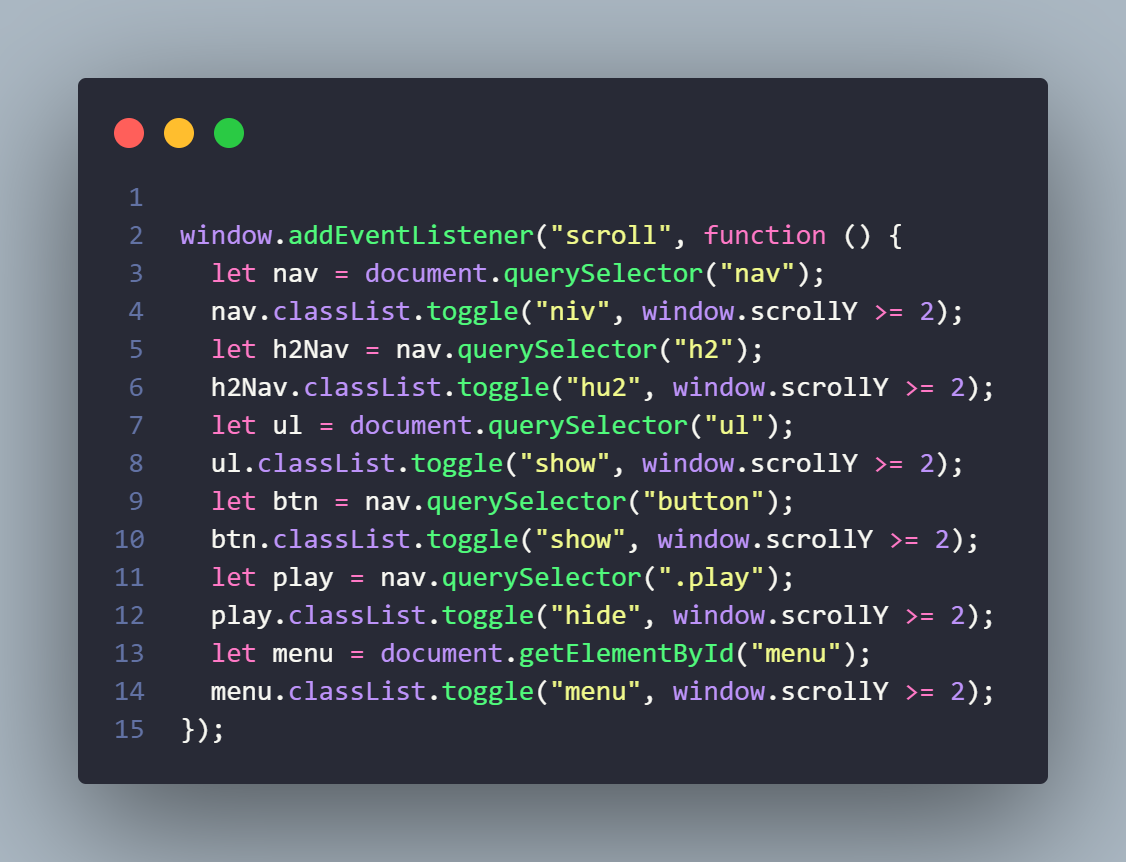 1
2 window.addEventListener("scroll", function () {
3   let nav = document.querySelector("nav");
4   nav.classList.toggle("niv", window.scrollY >= 2);
5   let h2Nav = nav.querySelector("h2");
6   h2Nav.classList.toggle("hu2", window.scrollY >= 2);
7   let ul = document.querySelector("ul");
8   ul.classList.toggle("show", window.scrollY >= 2);
9   let btn = nav.querySelector("button");
10   btn.classList.toggle("show", window.scrollY >= 2);
11   let play = nav.querySelector(".play");
12   play.classList.toggle("hide", window.scrollY >= 2);
13   let menu = document.getElementById("menu");
14   menu.classList.toggle("menu", window.scrollY >= 2);
15 });